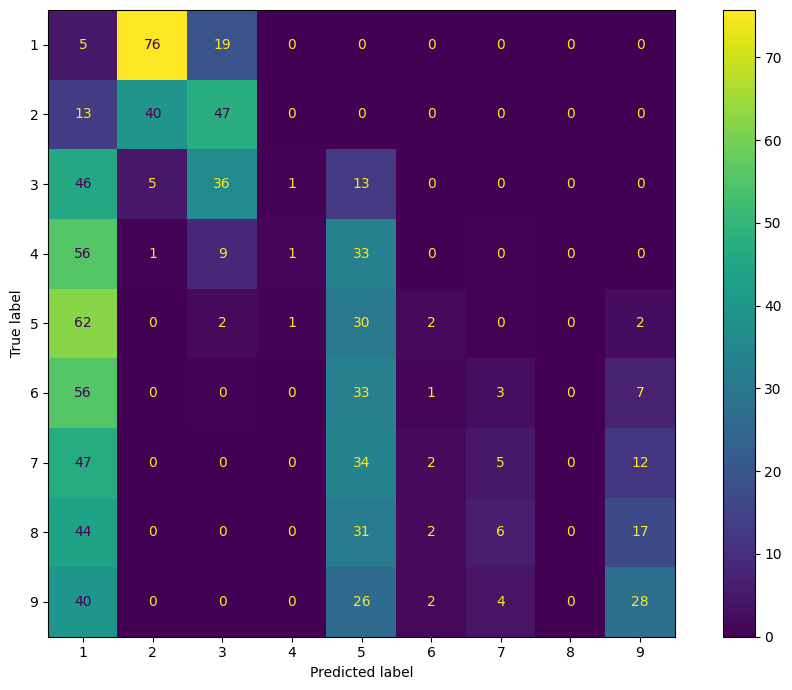 1 5 76 19 0 0 0 0 0 0
2 13 40 47 0 0 0 0 0 0
3 46 5 36 1 13 0 0 0 0
4 56 1 9 1 33 0 0 0 0
5 62 0 2 1 30 2 0 0 2
6 56 0 0 0 33 1 3 0 7
7 47 0 0 0 34 2 5 0 12
8 44 0 0 0 31 2 6 0 17
9 40 0 0 0 26 2 4 0 28
1 2 3 4 5 6 7 8 9
Predicted label
True label
70
60
50
40
30
20
10
0